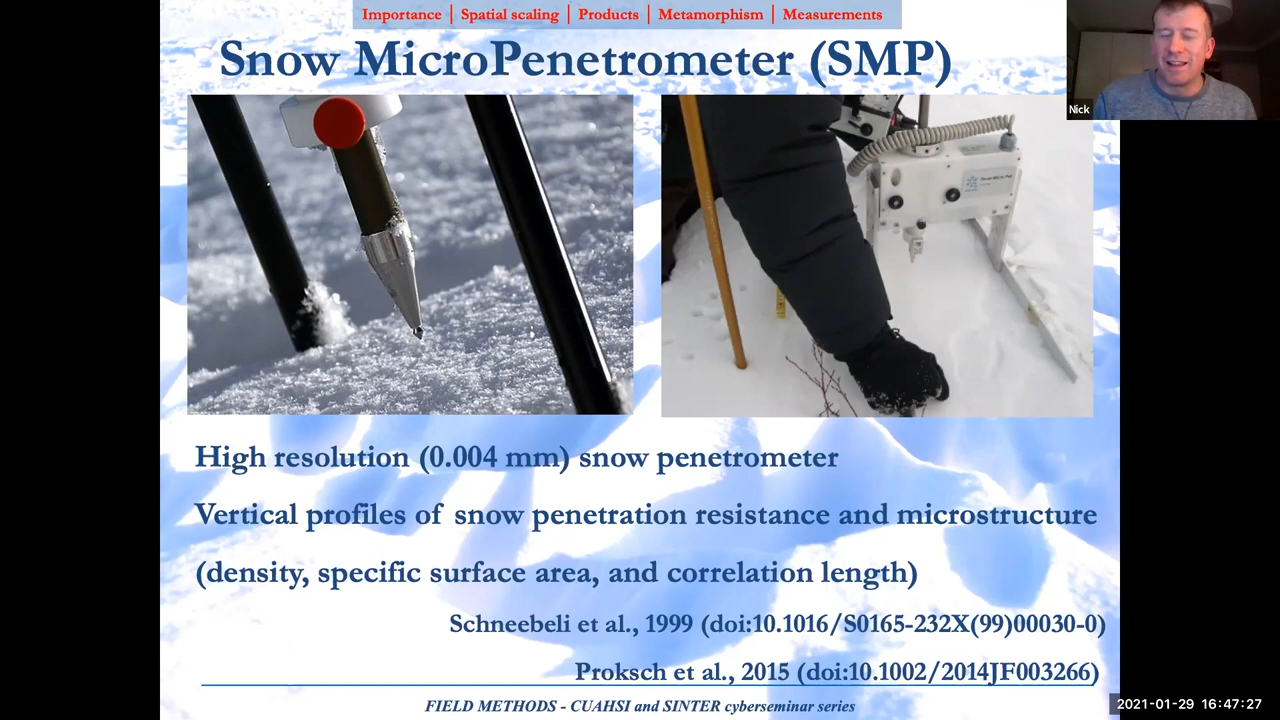 Importance | Spatial scaling | Products | Metamorphism | Measurements
Snow MicroPenetrometer (SMP)
Nick
High resolution (0.004 mm) snow penetrometer
Vertical profiles of snow penetration resistance and microstructure
(density, specific surface area, and correlation length)
Schneebeli et al., 1999 (doi:10.1016/S0165-232X(99)00030-0)
Proksch et al., 2015 (doi:10.1002/2014JF003266)
FIELD METHODS - CUAHSI and SINTER cyberseminar series
2021-01-29 16:47:27